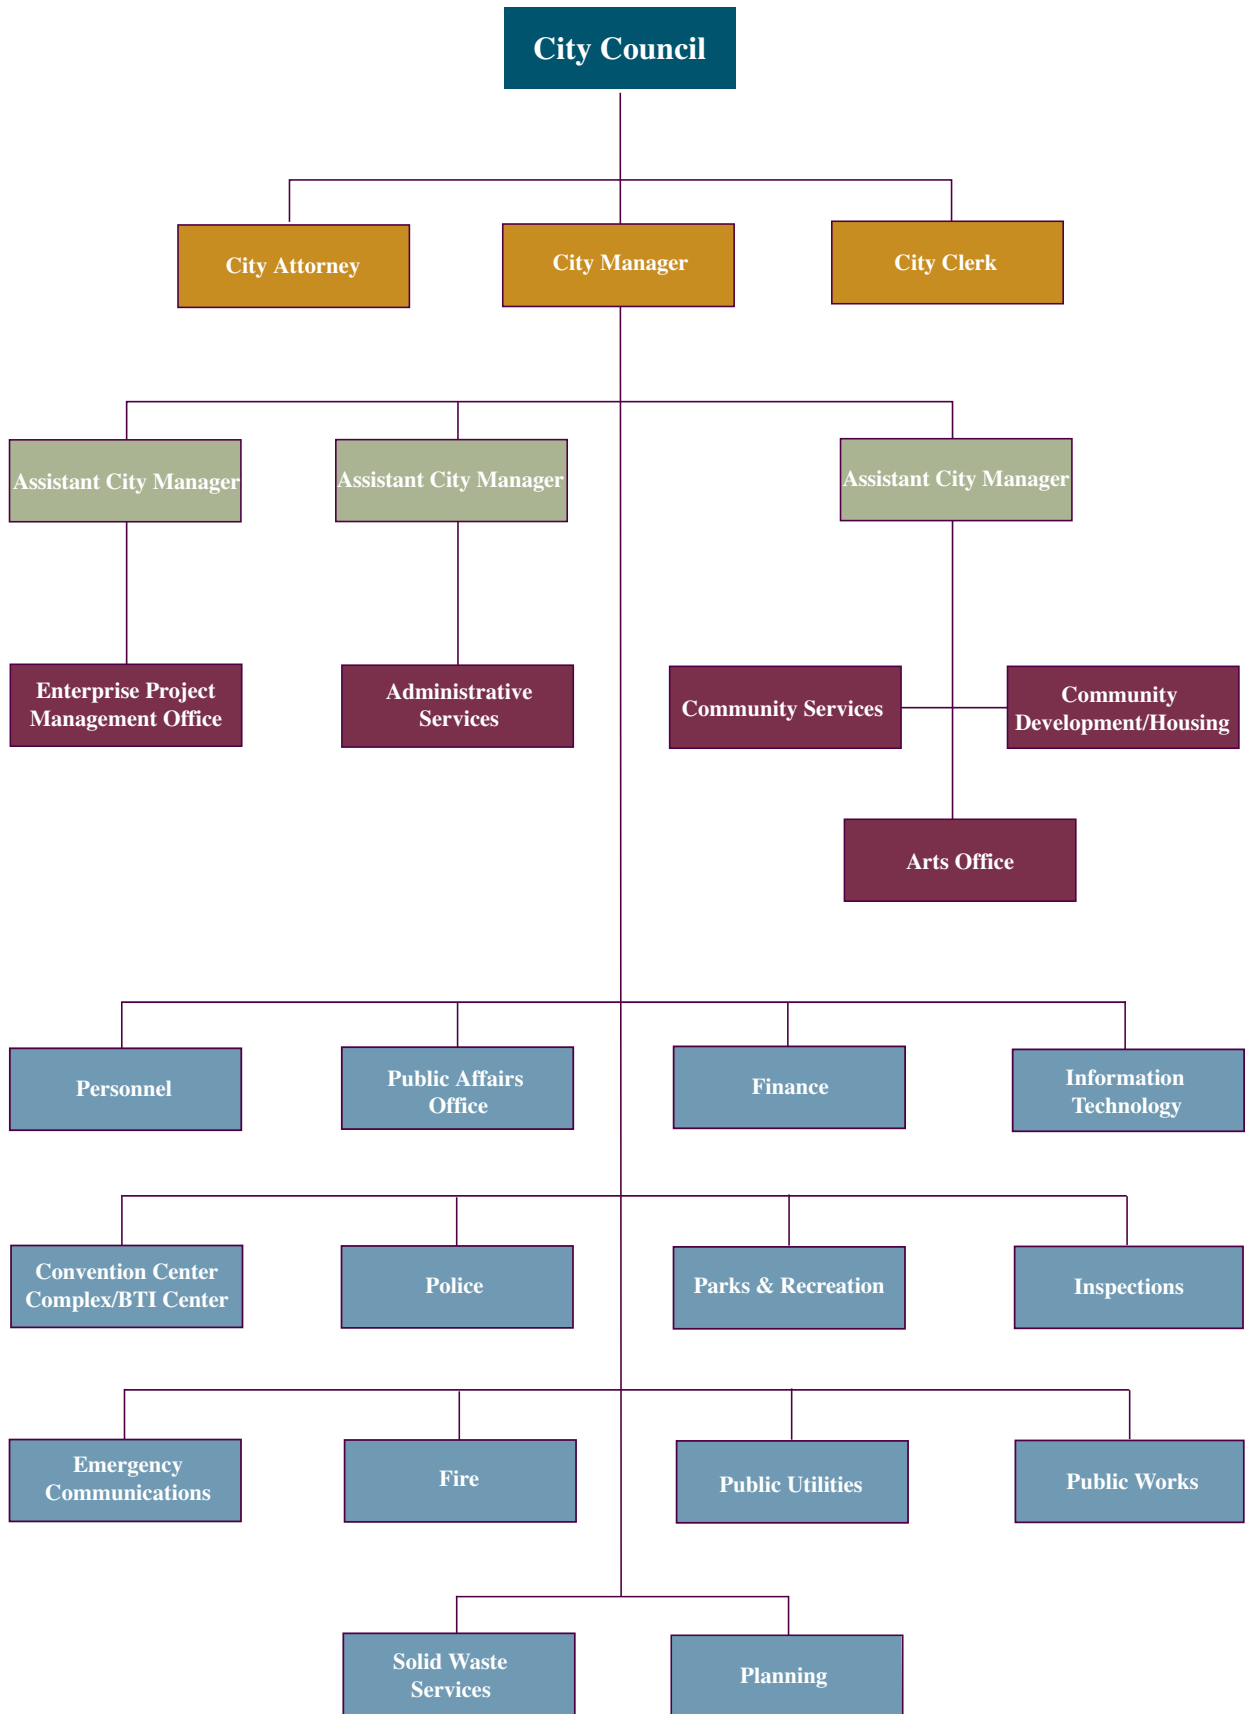 City Council
City Attorney
City Manager
City Clerk
Assistant City Manager
Assistant City Manager
Assistant City Manager
Enterprise Project
Management Office
Administrative
Services
Community Services
Community
Development/Housing
Arts Office
Personnel
Public Affairs
Office
Finance
Information
Technology
Convention Center
Complex/BTI Center
Police
Parks & Recreation
Inspections
Emergency
Communications
Fire
Public Utilities
Public Works
Solid Waste
Services
Planning